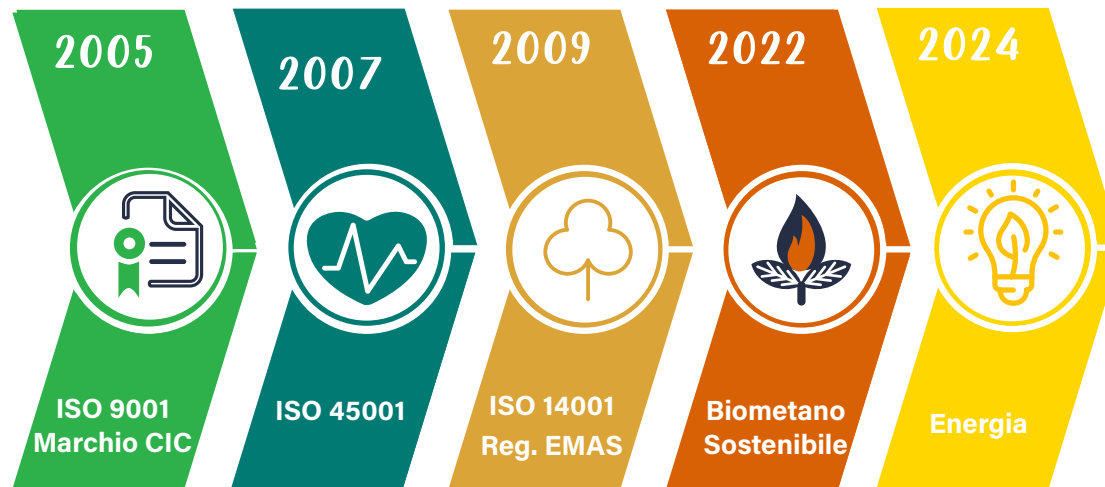 2005
ISO 9001
Marchio CIC
2007
ISO 45001
2009
ISO 14001
Reg. EMAS
2022
Biometano
Sostenibile
2024
Energia